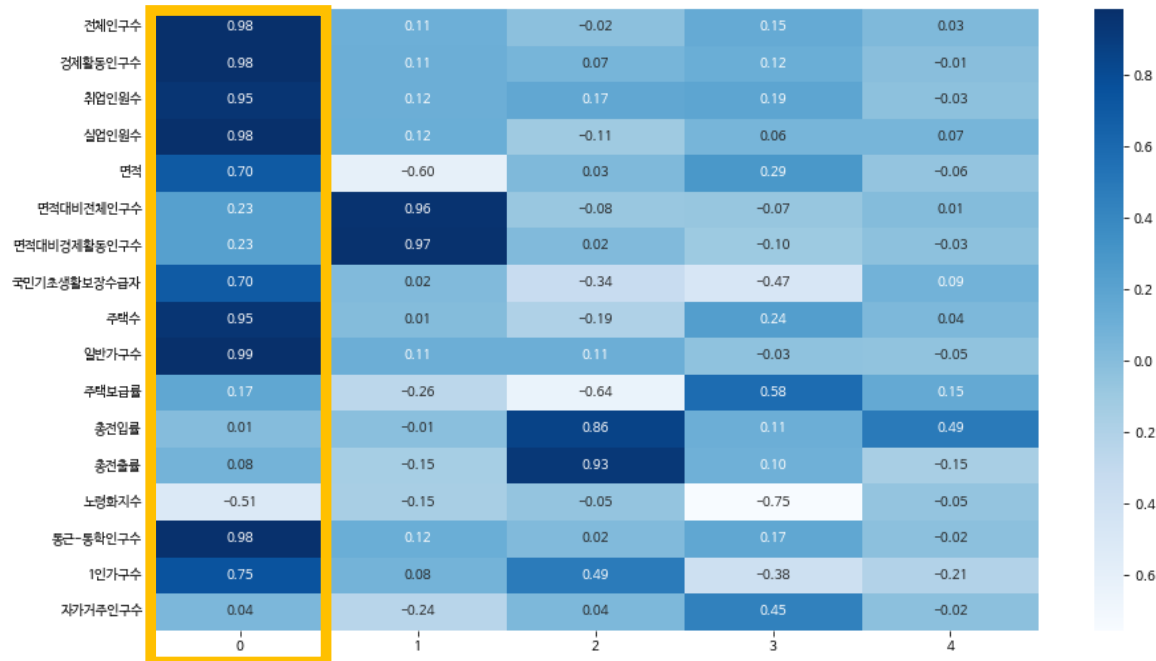 전체인구수 0.98 0.11 −0.02 0.15 0.03
경제활동인구수 0.98 0.11 0.07 0.12 −0.01
취업인원수 0.95 0.12 0.17 0.19 −0.03
실업인원수 0.98 0.12 −0.11 0.06 0.07
면적 0.70 −0.60 0.03 0.29 −0.06
면적대비전체인구수 0.23 0.96 −0.08 −0.07 0.01
면적대비경제활동인구수 0.23 0.97 0.02 −0.10 −0.03
국민기초생활보장수급자 0.70 0.02 −0.34 −0.47 0.09
주택수 0.95 0.01 −0.19 0.24 0.04
일반가구수 0.99 0.11 0.11 −0.03 −0.05
주택보급률 0.17 −0.26 −0.64 0.58 0.15
총전입률 0.01 −0.01 0.86 0.11 0.49
총전출률 0.08 −0.15 0.93 0.10 −0.15
노령화지수 −0.51 −0.15 −0.05 −0.75 −0.05
통근−통학인구수 0.98 0.12 0.02 0.17 −0.02
1인가구수 0.75 0.08 0.49 −0.38 −0.21
자가거주인구수 0.04 −0.24 0.04 0.45 −0.02
0 1 2 3 4
0.8
0.6
0.4
0.2
0.0
0.2
0.4
0.6